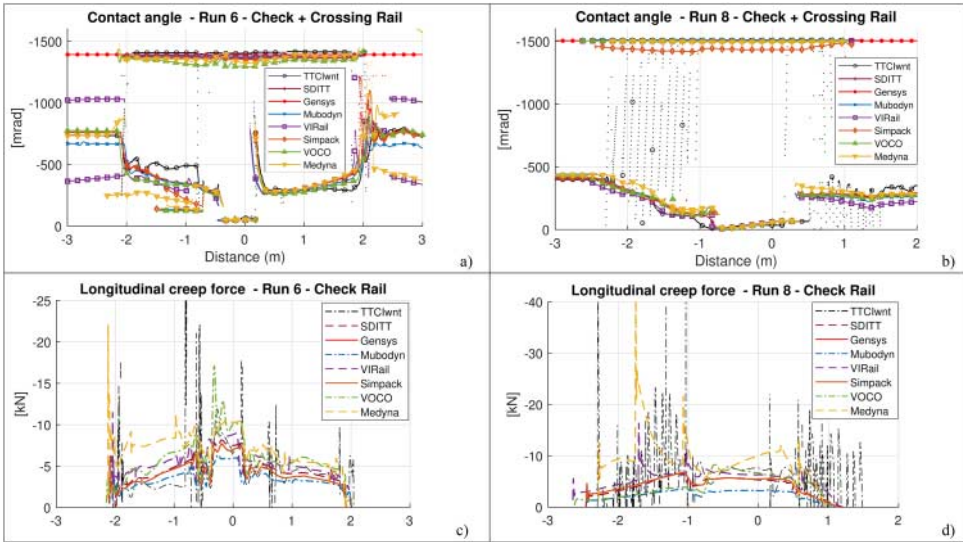 Contact angle - Run 6 - Check + Crossing Rail
-1500
-1000
-500
0
[mrad]
TTCIwnt
SDITT
Gensys
Mubodyn
VIRail
Simpack
VOCO
Medyna
-3 -2 -1 0 1 2 3
Distance (m)
a)
Contact angle - Run 8 - Check + Crossing Rail
-1500
-1000
-500
0
[mrad]
TTCIwnt
SDITT
Gensys
Mubodyn
VIRail
Simpack
VOCO
Medyna
-3 -2 -1 0 1 2
Distance (m)
b)
Longitudinal creep force - Run 6 - Check Rail
-25
-20
-15
-10
-5
0
[kN]
TTCIwnt
SDITT
Gensys
Mubodyn
VIRail
Simpack
VOCO
Medyna
-3 -2 -1 0 1 2 3
c)
Longitudinal creep force - Run 8 - Check Rail
-40
-30
-20
-10
0
[kN]
TTCIwnt
SDITT
Gensys
Mubodyn
VIRail
Simpack
VOCO
Medyna
-3 -2 -1 0 1 2
d)